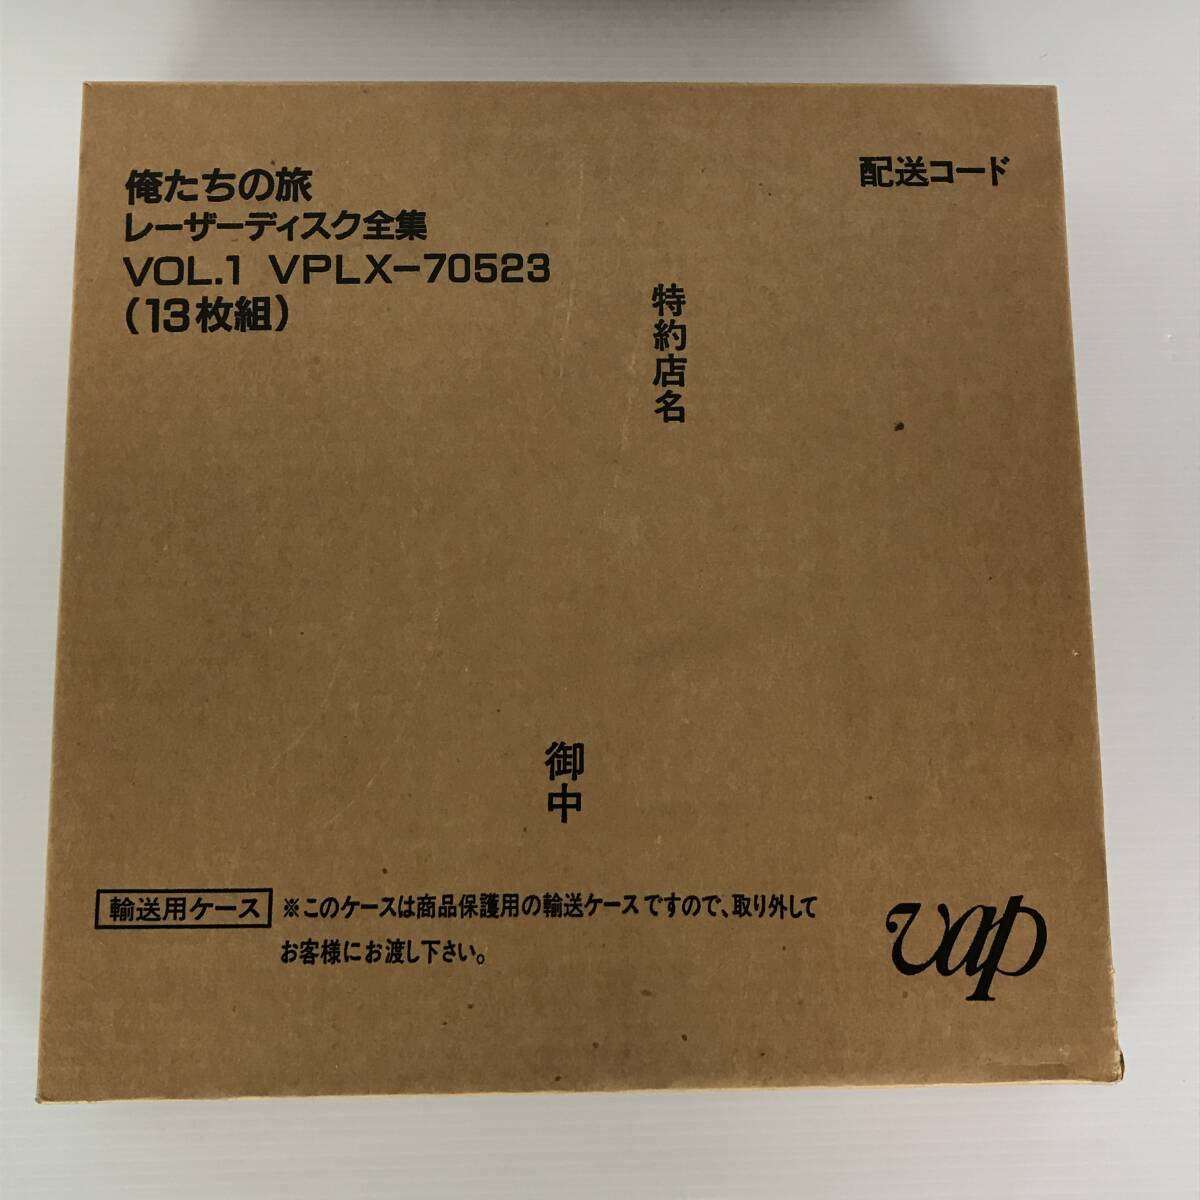 俺たちの旅
レーザーディスク全集
VOL.1 VPLX-70523
(13枚組)
配送コード
特約店名
御中
輸送用ケース ※このケースは商品保護用の輸送ケースですので、取り外して
お客様にお渡し下さい。
vap